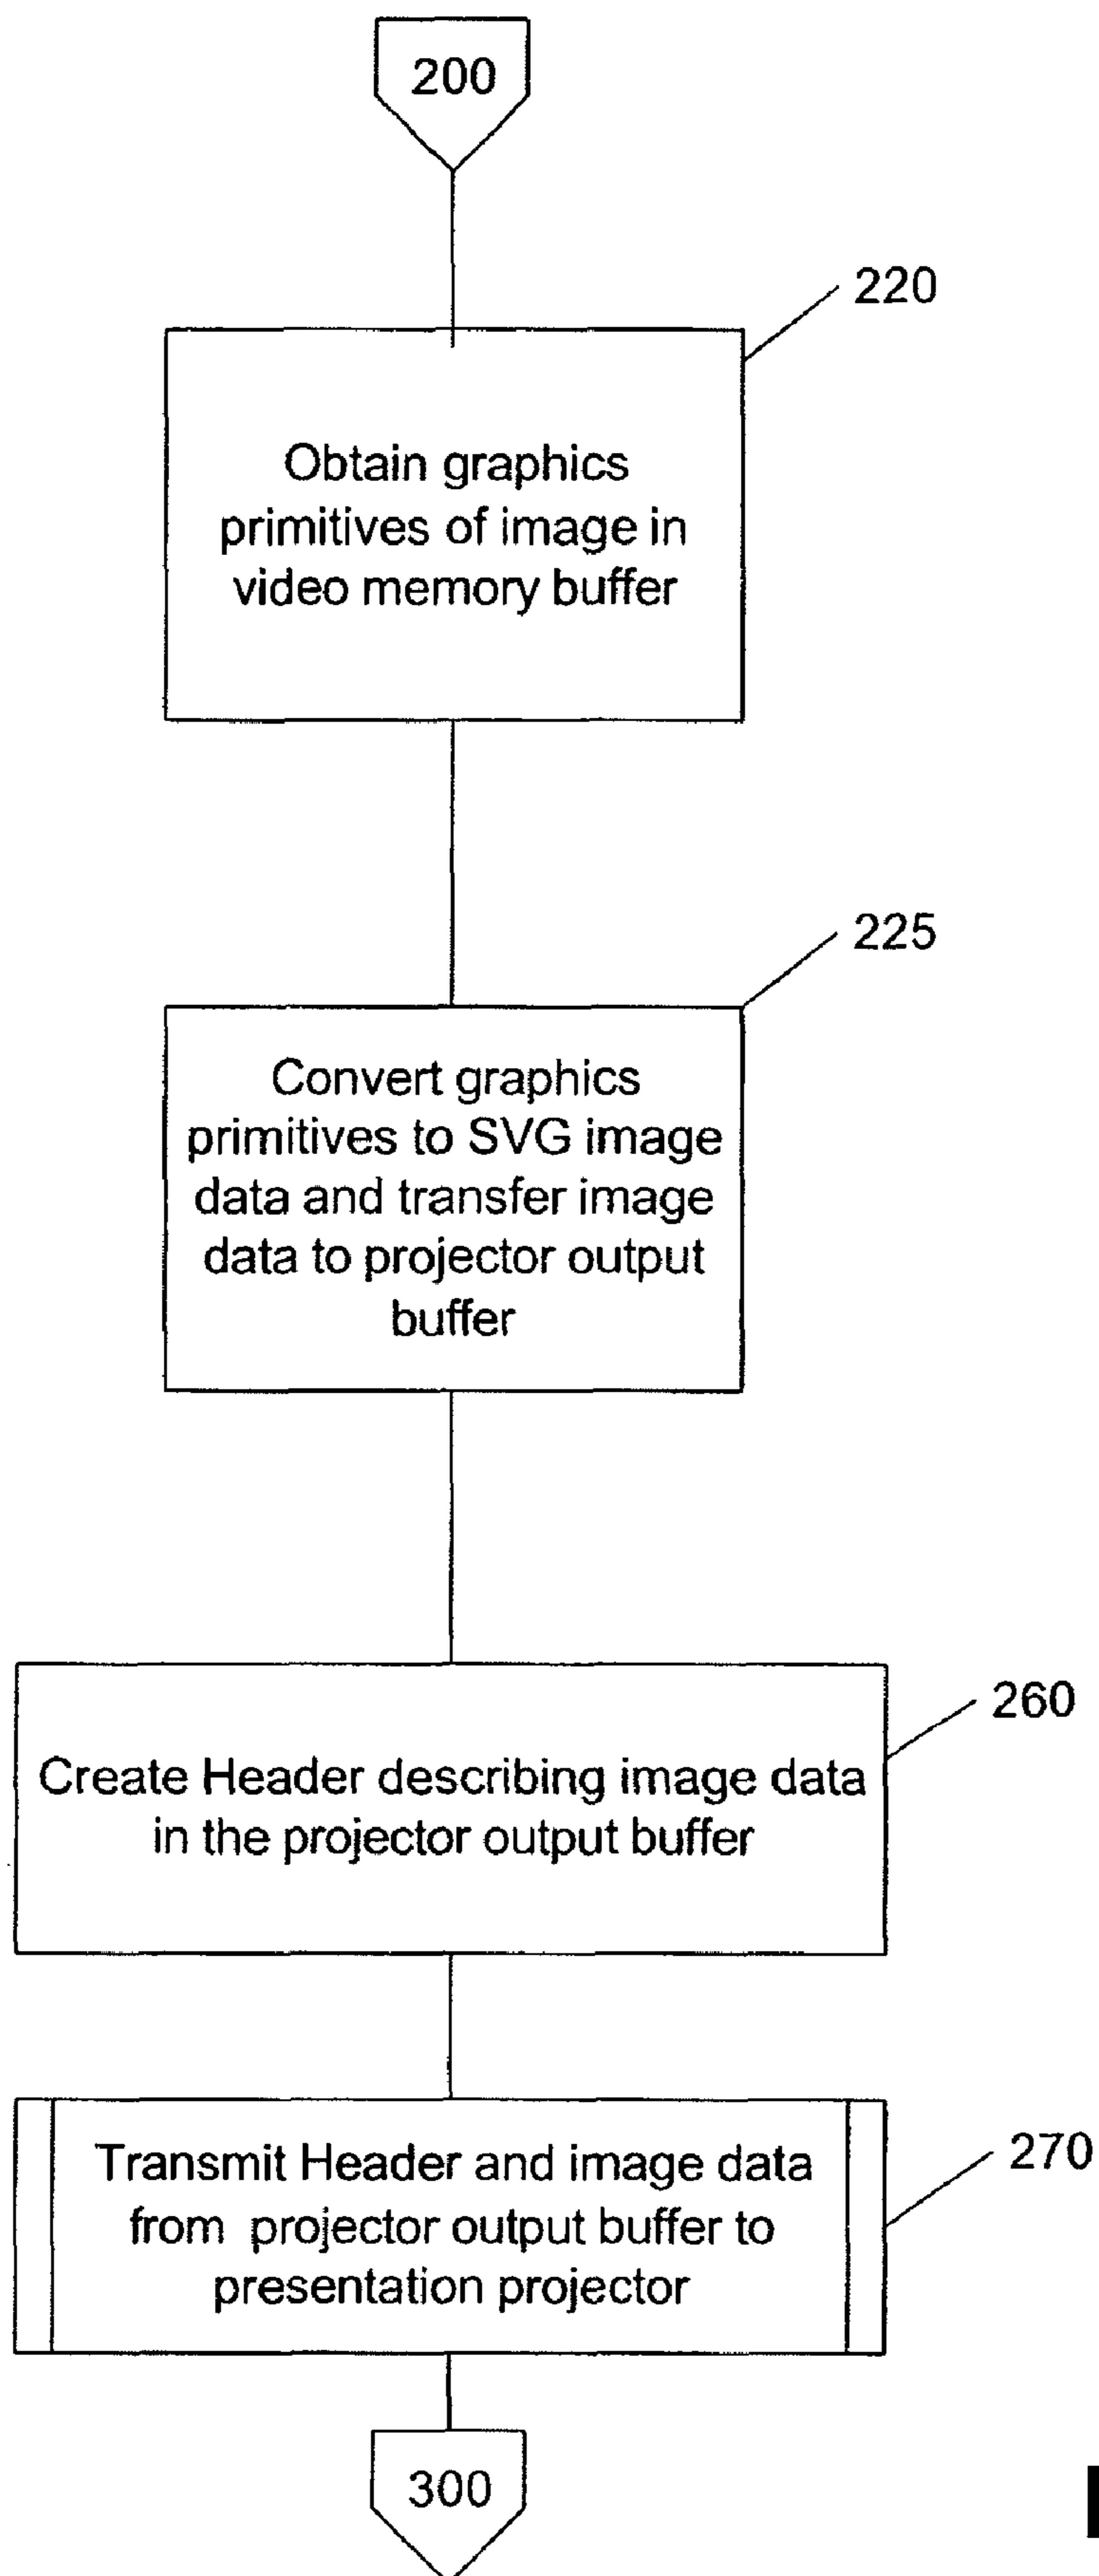 200
220
Obtain graphics
primitives of image in
video memory buffer
225
Convert graphics
primitives to SVG image
data and transfer image
data to projector output
buffer
260
Create Header describing image data
in the projector output buffer
270
Transmit Header and image data
from projector output buffer to
presentation projector
300